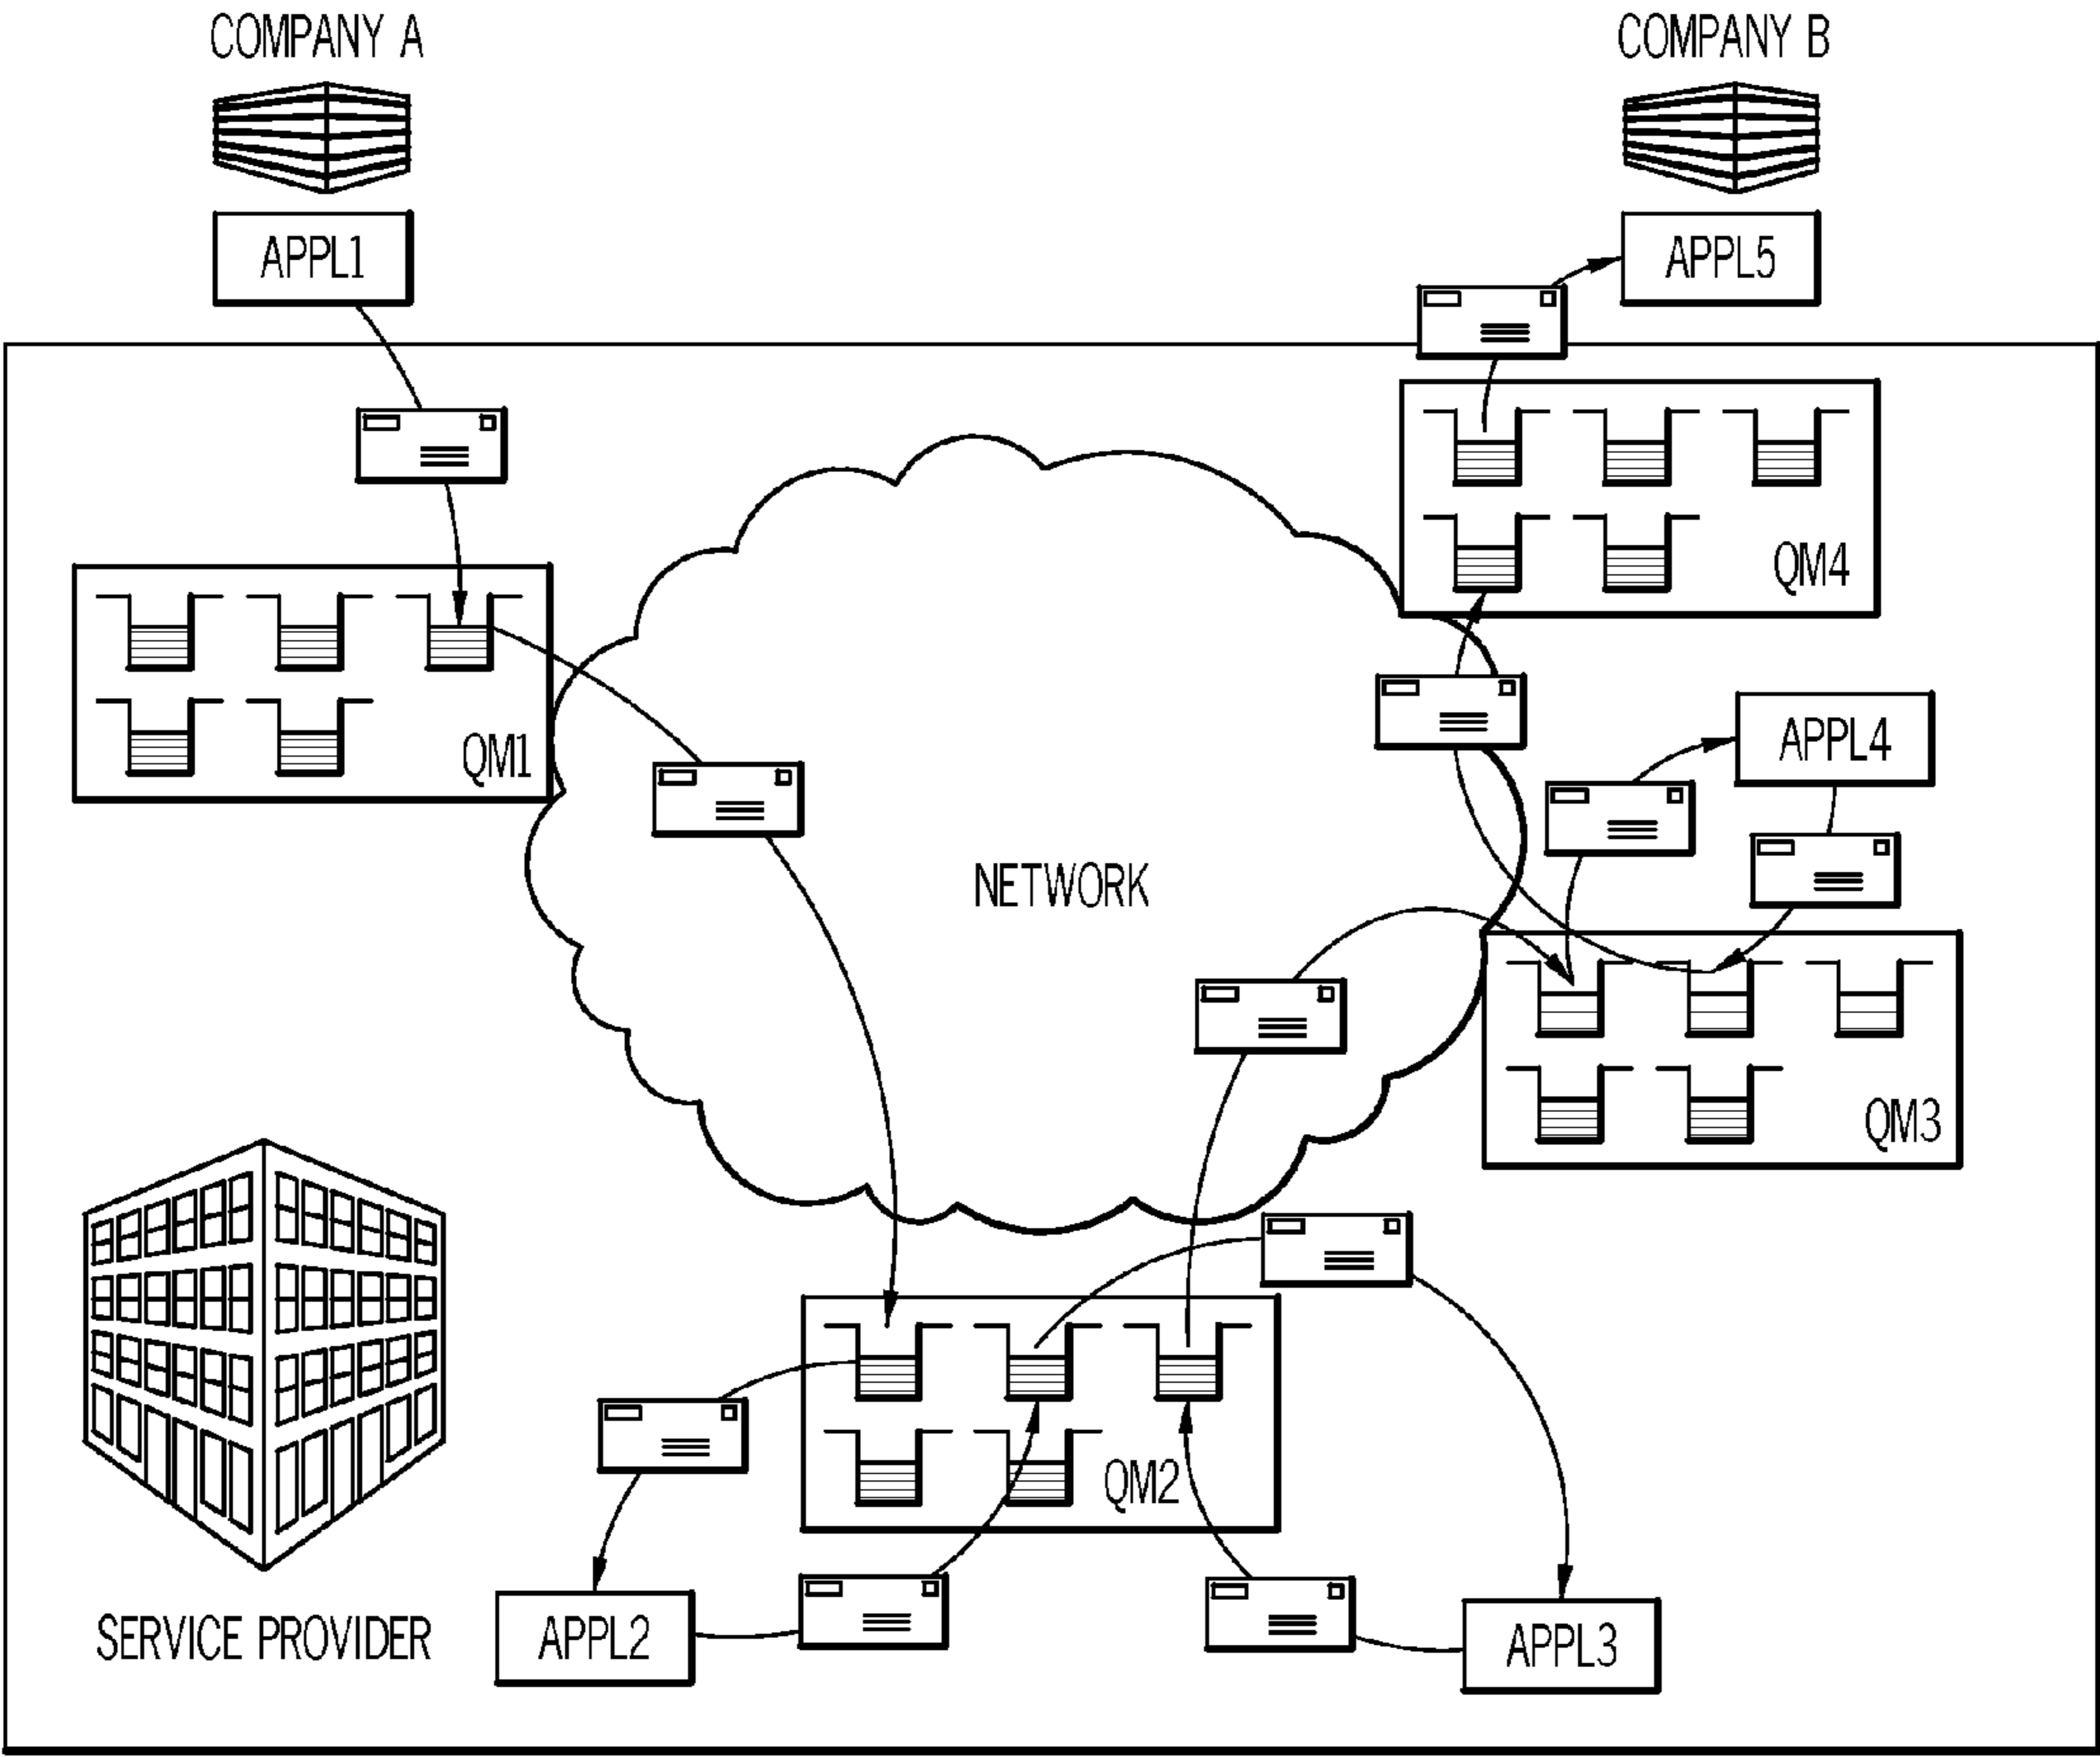 COMPANY A
COMPANY B
APPL1
APPL5
QM4
QM1
APPL4
NETWORK
QM3
QM2
SERVICE PROVIDER
APPL2
APPL3